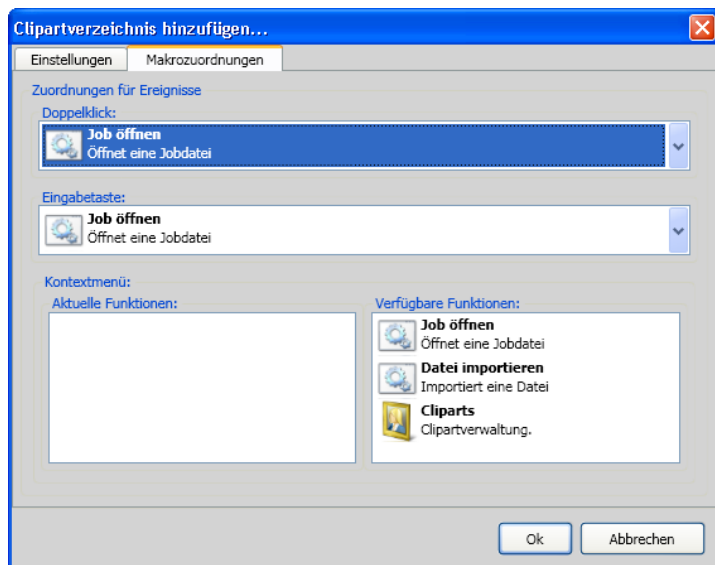 Clipartverzeichnis hinzufügen...
Einstellungen
Makrozuordnungen
Zuordnungen für Ereignisse
Doppelklick:
Job öffnen
Öffnet eine Jobdatei
Eingabetaste:
Job öffnen
Öffnet eine Jobdatei
Kontextmenü:
Aktuelle Funktionen:
Verfügbare Funktionen:
Job öffnen
Öffnet eine Jobdatei
Datei importieren
Importiert eine Datei
Cliparts
Clipartverwaltung.
Ok
Abbrechen